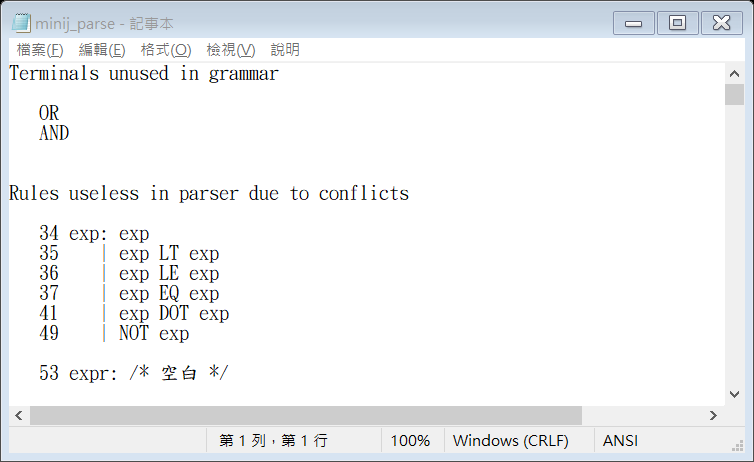 minij_parse - 記事本
檔案(F) 編輯(E) 格式(O) 檢視(V) 說明
Terminals unused in grammar
OR
AND
Rules useless in parser due to conflicts
34 exp: exp
35 | exp LT exp
36 | exp LE exp
37 | exp EQ exp
41 | exp DOT exp
49 | NOT exp
53 expr: /* 空白 */
第 1 列，第 1 行 100% Windows (CRLF) ANSI